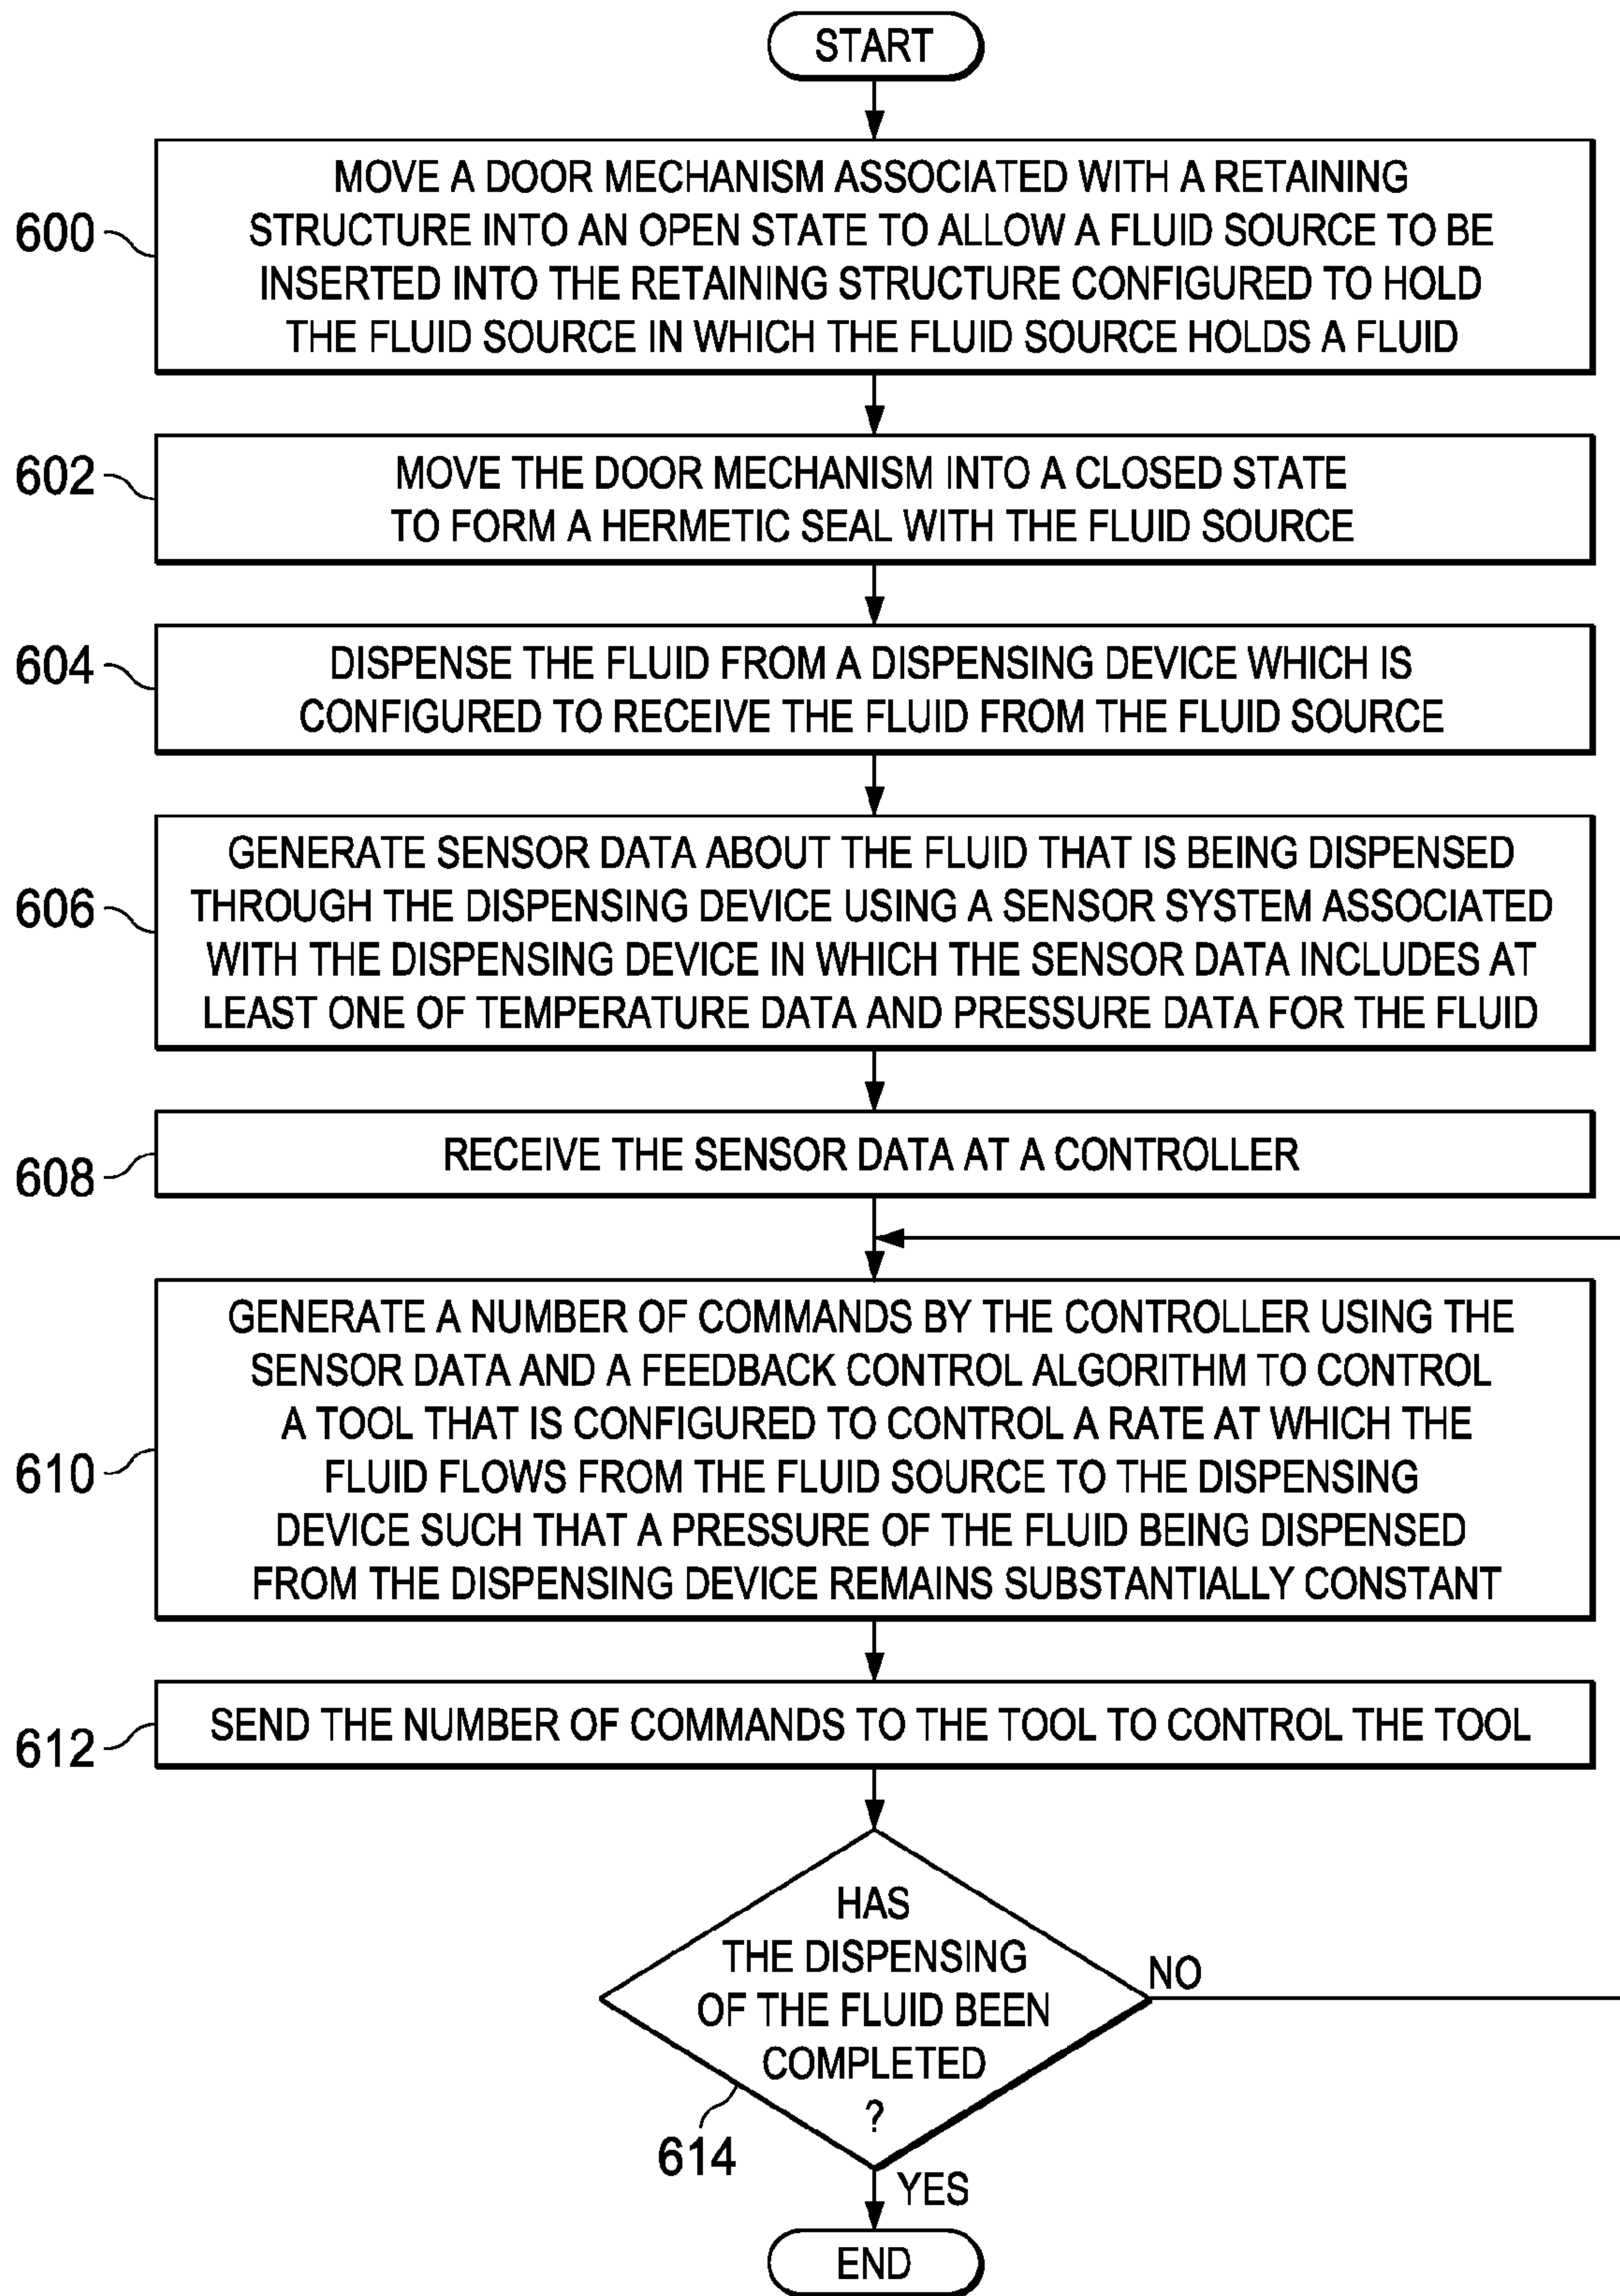 START
600
MOVE A DOOR MECHANISM ASSOCIATED WITH A RETAINING
STRUCTURE INTO AN OPEN STATE TO ALLOW A FLUID SOURCE TO BE
INSERTED INTO THE RETAINING STRUCTURE CONFIGURED TO HOLD
THE FLUID SOURCE IN WHICH THE FLUID SOURCE HOLDS A FLUID
602
MOVE THE DOOR MECHANISM INTO A CLOSED STATE
TO FORM A HERMETIC SEAL WITH THE FLUID SOURCE
604
DISPENSE THE FLUID FROM A DISPENSING DEVICE WHICH IS
CONFIGURED TO RECEIVE THE FLUID FROM THE FLUID SOURCE
606
GENERATE SENSOR DATA ABOUT THE FLUID THAT IS BEING DISPENSED
THROUGH THE DISPENSING DEVICE USING A SENSOR SYSTEM ASSOCIATED
WITH THE DISPENSING DEVICE IN WHICH THE SENSOR DATA INCLUDES AT
LEAST ONE OF TEMPERATURE DATA AND PRESSURE DATA FOR THE FLUID
608
RECEIVE THE SENSOR DATA AT A CONTROLLER
610
GENERATE A NUMBER OF COMMANDS BY THE CONTROLLER USING THE
SENSOR DATA AND A FEEDBACK CONTROL ALGORITHM TO CONTROL
A TOOL THAT IS CONFIGURED TO CONTROL A RATE AT WHICH THE
FLUID FLOWS FROM THE FLUID SOURCE TO THE DISPENSING
DEVICE SUCH THAT A PRESSURE OF THE FLUID BEING DISPENSED
FROM THE DISPENSING DEVICE REMAINS SUBSTANTIALLY CONSTANT
612
SEND THE NUMBER OF COMMANDS TO THE TOOL TO CONTROL THE TOOL
HAS
THE DISPENSING
OF THE FLUID BEEN
COMPLETED
?
NO
614
YES
END